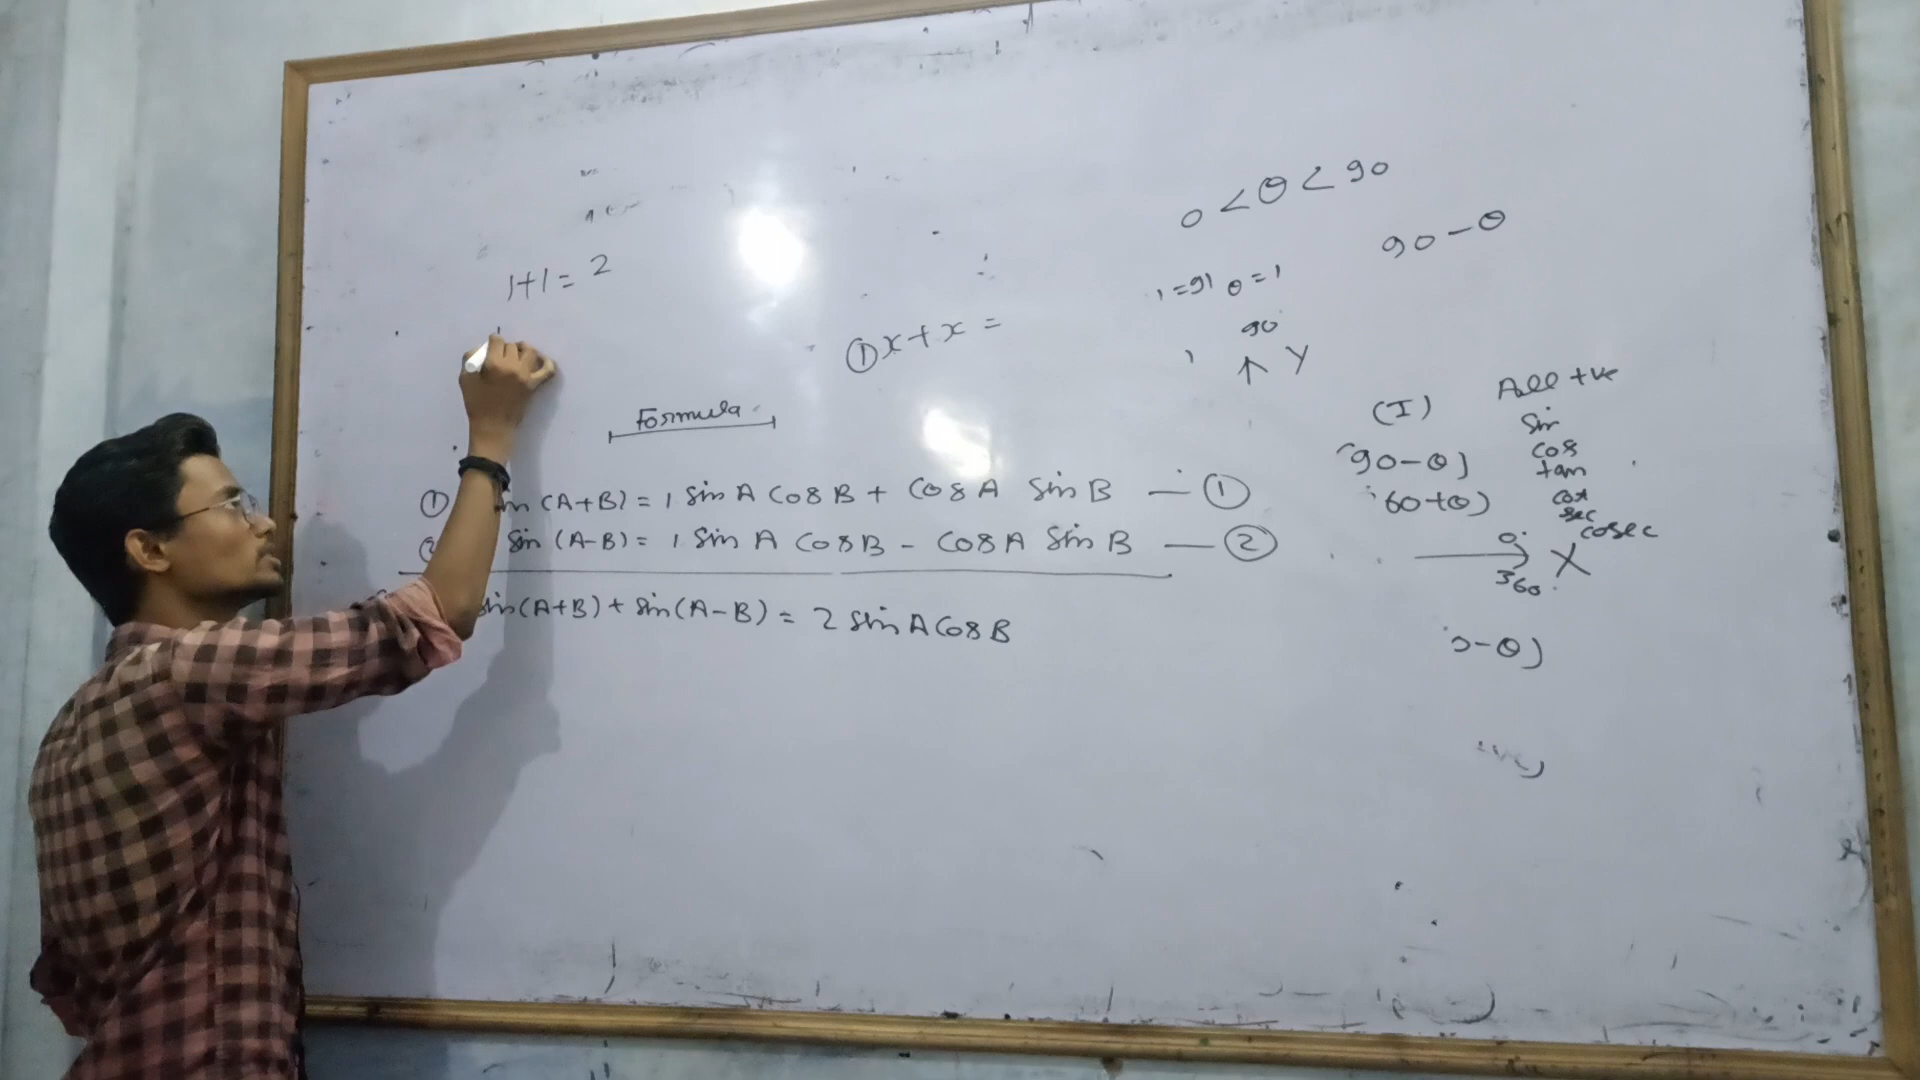 0 < θ < 90
90 - θ
1 + 1 = 2
θ = 1
① x + x =
90
Y
Formula
① (A+B) = 1 Sin A Cos B + Cos A Sin B — ①
Sin (A-B) = 1 Sin A Cos B - Cos A Sin B — ②
Sin(A+B) + Sin(A-B) = 2 Sin A Cos B
(I)
All +ve
Sin
Cos
tan
cot
sec
cosec
90-θ)
60+θ)
0
X
360
-θ)